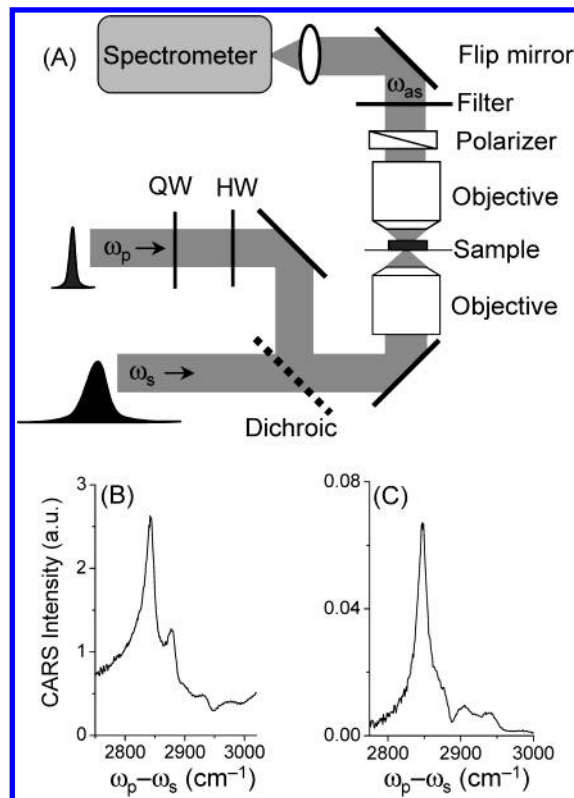 (A)
Spectrometer
Flip mirror
ωas
Filter
Polarizer
QW HW
Objective
ωp →
Sample
Objective
ωs →
Dichroic
(B)
CARS Intensity (a.u.)
3
2
1
0
2800 2900 3000
ωp–ωs (cm⁻¹)
(C)
0.08
0.04
0.00
2800 2900 3000
ωp–ωs (cm⁻¹)